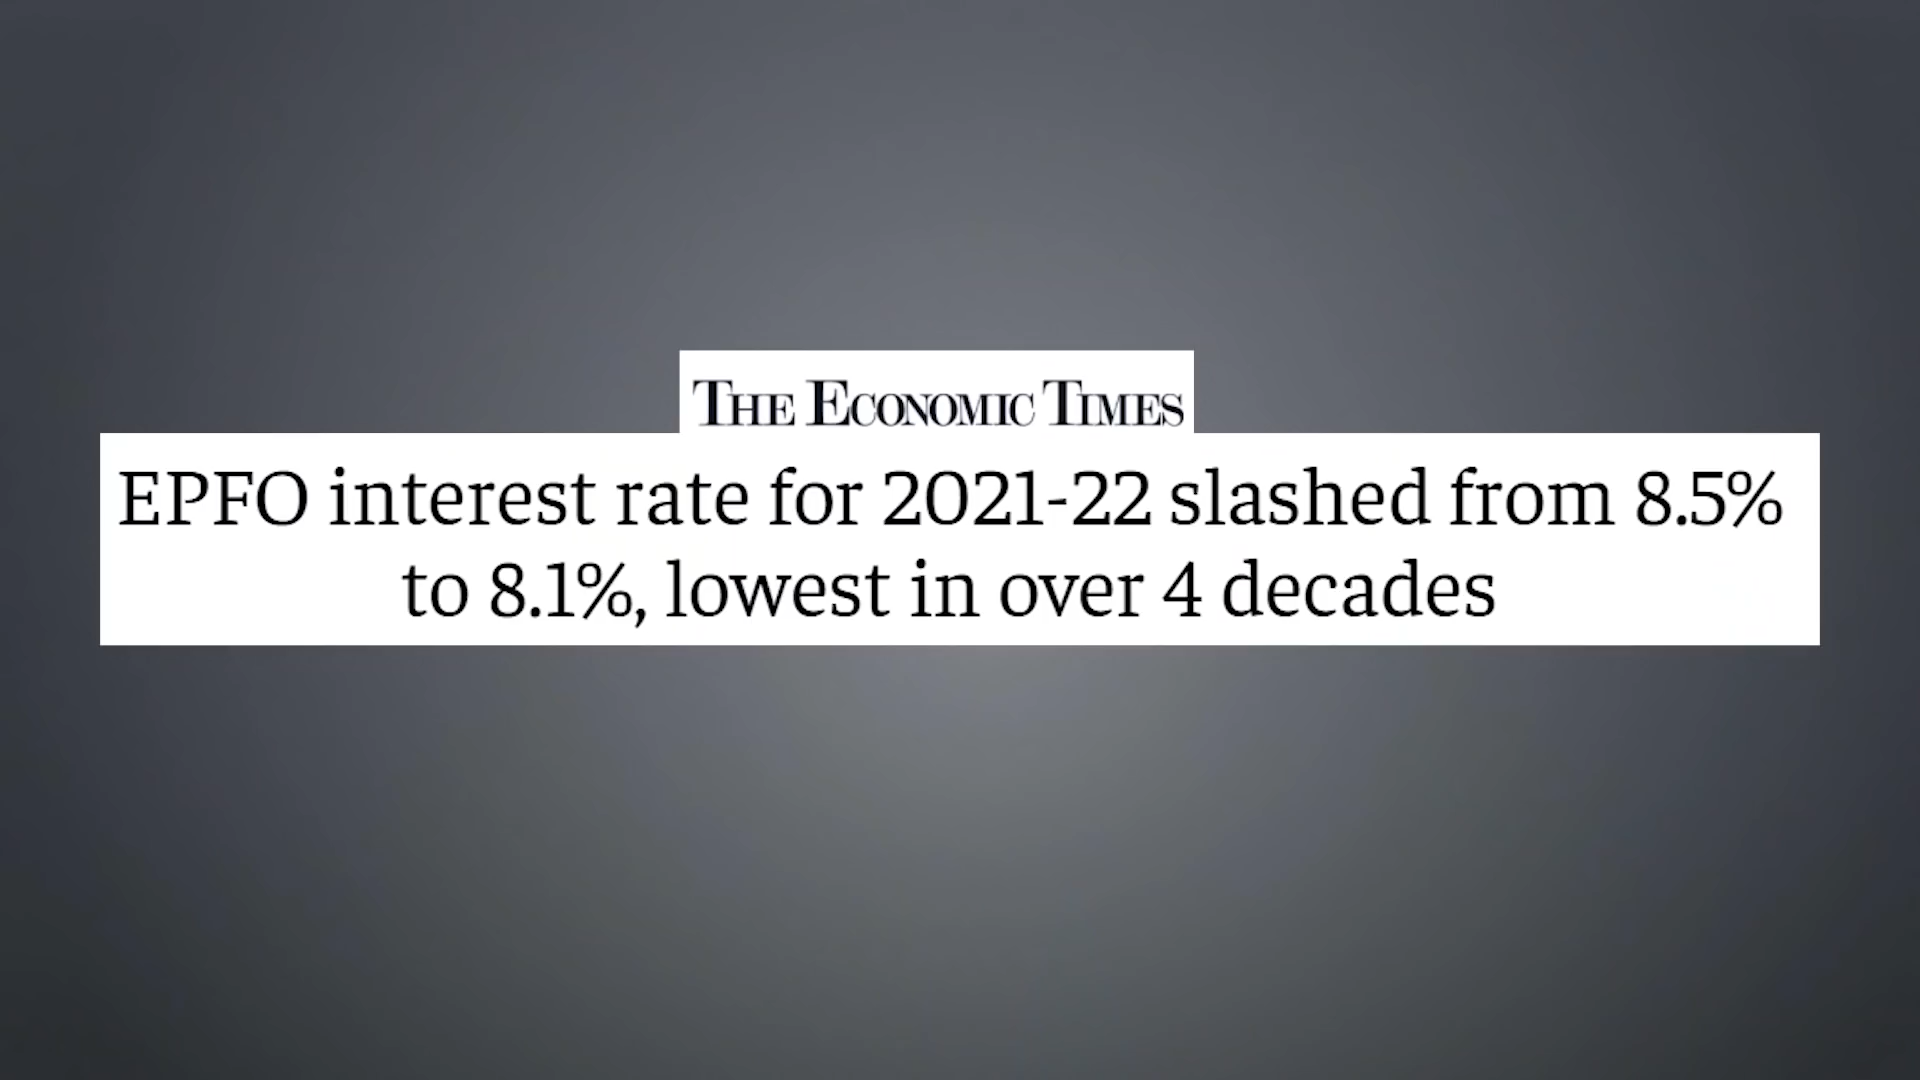 THE ECONOMIC TIMES
EPFO interest rate for 2021-22 slashed from 8.5%
to 8.1%, lowest in over 4 decades